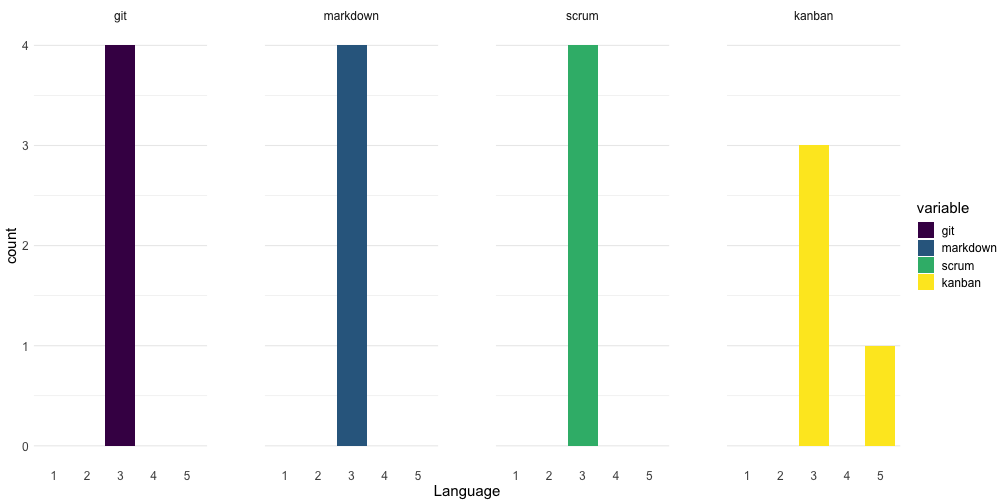 git markdown scrum kanban
4
3
2
1
0
count
1 2 3 4 5 1 2 3 4 5 1 2 3 4 5 1 2 3 4 5
Language
variable
git
markdown
scrum
kanban